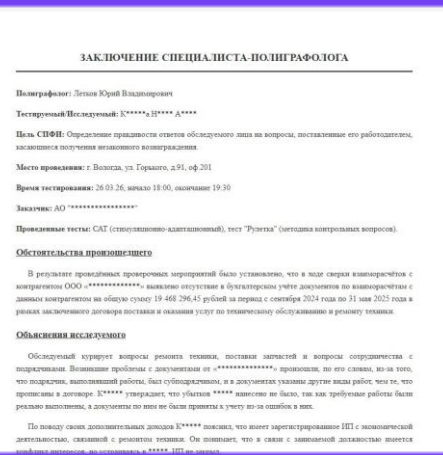 ЗАКЛЮЧЕНИЕ СПЕЦИАЛИСТА-ПОЛИГРАФОЛОГА
Полиграфолог: Летков Юрий Владимирович
Тестируемый/Исследуемый: К*****а Н**** А****
Цель СПФИ: Определение правдивости ответов обследуемого лица на вопросы, поставленные его работодателем,
касающиеся получения незаконного вознаграждения.
Место проведения: г. Вологда, ул. Горького, д.91, оф.201
Время тестирования: 26.03.26, начало 18:00, окончание 19:30
Заказчик: АО "****************"
Проведенные тесты: САТ (стимуляционно-адаптационный), тест "Рулетка" (методика контрольных вопросов).
Обстоятельства произошедшего
В результате проведённых проверочных мероприятий было установлено, что в ходе сверки взаиморасчётов с
контрагентом ООО «*************» выявлено отсутствие в бухгалтерском учёте документов по взаиморасчётам с
данным контрагентом на общую сумму 19 468 296,45 рублей за период с сентября 2024 года по 31 мая 2025 года в
рамках заключенного договора поставки и оказания услуг по техническому обслуживанию и ремонту техники.
Объяснения исследуемого
Обследуемый курирует вопросы ремонта техники, поставки запчастей и вопросы сотрудничества с
подрядчиками. Возникшие проблемы с документами от «**************» произошли, по его словам, из-за того,
что подрядчик, выполнявший работы, был субподрядчиком, и в документах указаны другие виды работ, чем те, что
прописаны в договоре. К***** утверждает, что убытков ***** нанесено не было, так как требуемые работы были
реально выполнены, а документы по ним не были приняты к учету из-за ошибок в них.
По поводу своих дополнительных доходов К***** пояснил, что имеет зарегистрированное ИП с экономической
деятельностью, связанной с ремонтом техники. Он понимает, что в связи с занимаемой должностью имеется
конфликт интересов, но ***** ИП не закрыл.